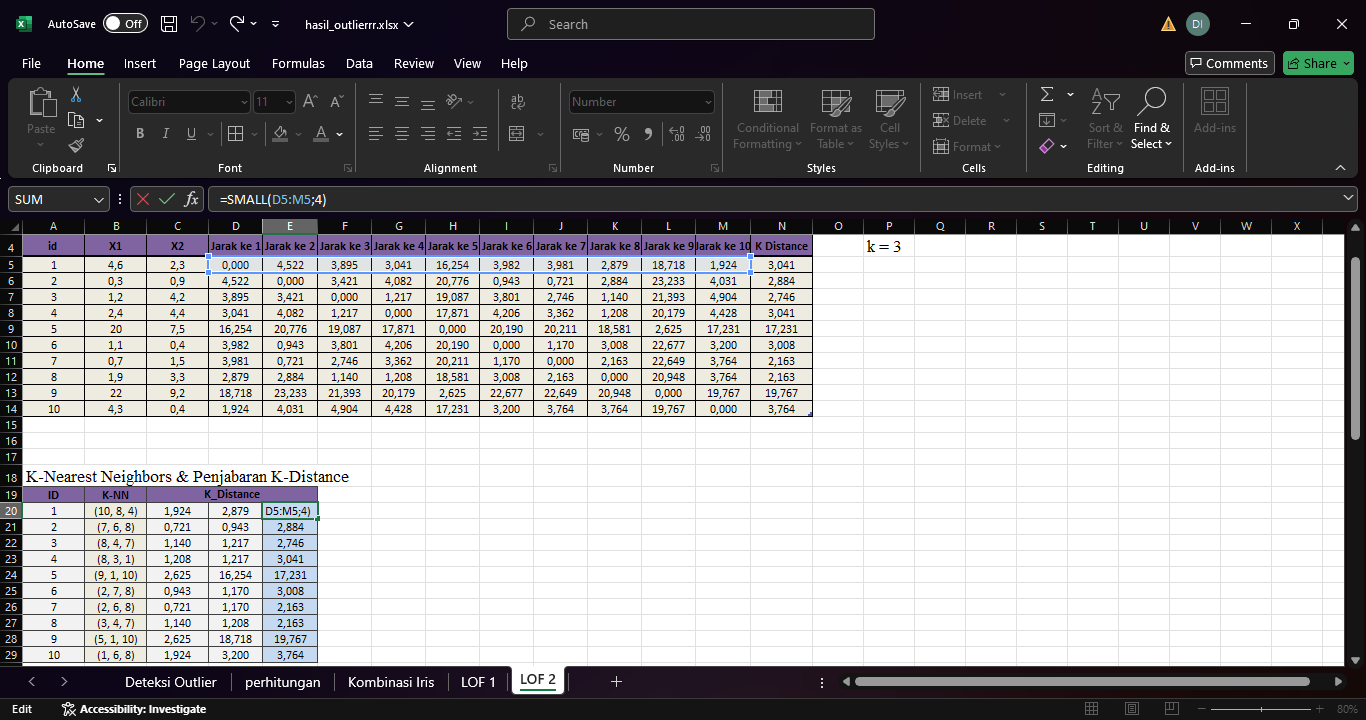 AutoSave Off hasil_outlierrr.xlsx Search DI
File Home Insert Page Layout Formulas Data Review View Help Comments Share
Paste Calibri 11 A A ab Number Conditional Formatting Format as Table Cell Styles Insert Delete Format Sort & Filter Find & Select Add-ins
B I U A % 9
Clipboard Font Alignment Number Styles Cells Editing Add-ins
SUM fx =SMALL(D5:M5;4)
A B C D E F G H I J K L M N O P Q R S T U V W X
4 id X1 X2 Jarak ke 1 Jarak ke 2 Jarak ke 3 Jarak ke 4 Jarak ke 5 Jarak ke 6 Jarak ke 7 Jarak ke 8 Jarak ke 9 Jarak ke 10 K Distance k = 3
5 1 4,6 2,3 0,000 4,522 3,895 3,041 16,254 3,982 3,981 2,879 18,718 1,924 3,041
6 2 0,3 0,9 4,522 0,000 3,421 4,082 20,776 0,943 0,721 2,884 23,233 4,031 2,884
7 3 1,2 4,2 3,895 3,421 0,000 1,217 19,087 3,801 2,746 1,140 21,393 4,904 2,746
8 4 2,4 4,4 3,041 4,082 1,217 0,000 17,871 4,206 3,362 1,208 20,179 4,428 3,041
9 5 20 7,5 16,254 20,776 19,087 17,871 0,000 20,190 20,211 18,581 2,625 17,231 17,231
10 6 1,1 0,4 3,982 0,943 3,801 4,206 20,190 0,000 1,170 3,008 22,677 3,200 3,008
11 7 0,7 1,5 3,981 0,721 2,746 3,362 20,211 1,170 0,000 2,163 22,649 3,764 2,163
12 8 1,9 3,3 2,879 2,884 1,140 1,208 18,581 3,008 2,163 0,000 20,948 3,764 2,163
13 9 22 9,2 18,718 23,233 21,393 20,179 2,625 22,677 22,649 20,948 0,000 19,767 19,767
14 10 4,3 0,4 1,924 4,031 4,904 4,428 17,231 3,200 3,764 3,764 19,767 0,000 3,764
15
16
17
18 K-Nearest Neighbors & Penjabaran K-Distance
19 ID K-NN K_Distance
20 1 (10, 8, 4) 1,924 2,879 D5:M5;4)
21 2 (7, 6, 8) 0,721 0,943 2,884
22 3 (8, 4, 7) 1,140 1,217 2,746
23 4 (8, 3, 1) 1,208 1,217 3,041
24 5 (9, 1, 10) 2,625 16,254 17,231
25 6 (2, 7, 8) 0,943 1,170 3,008
26 7 (2, 6, 8) 0,721 1,170 2,163
27 8 (3, 4, 7) 1,140 1,208 2,163
28 9 (5, 1, 10) 2,625 18,718 19,767
29 10 (1, 6, 8) 1,924 3,200 3,764
Deteksi Outlier perhitungan Kombinasi Iris LOF 1 LOF 2
Edit Accessibility: Investigate 80%